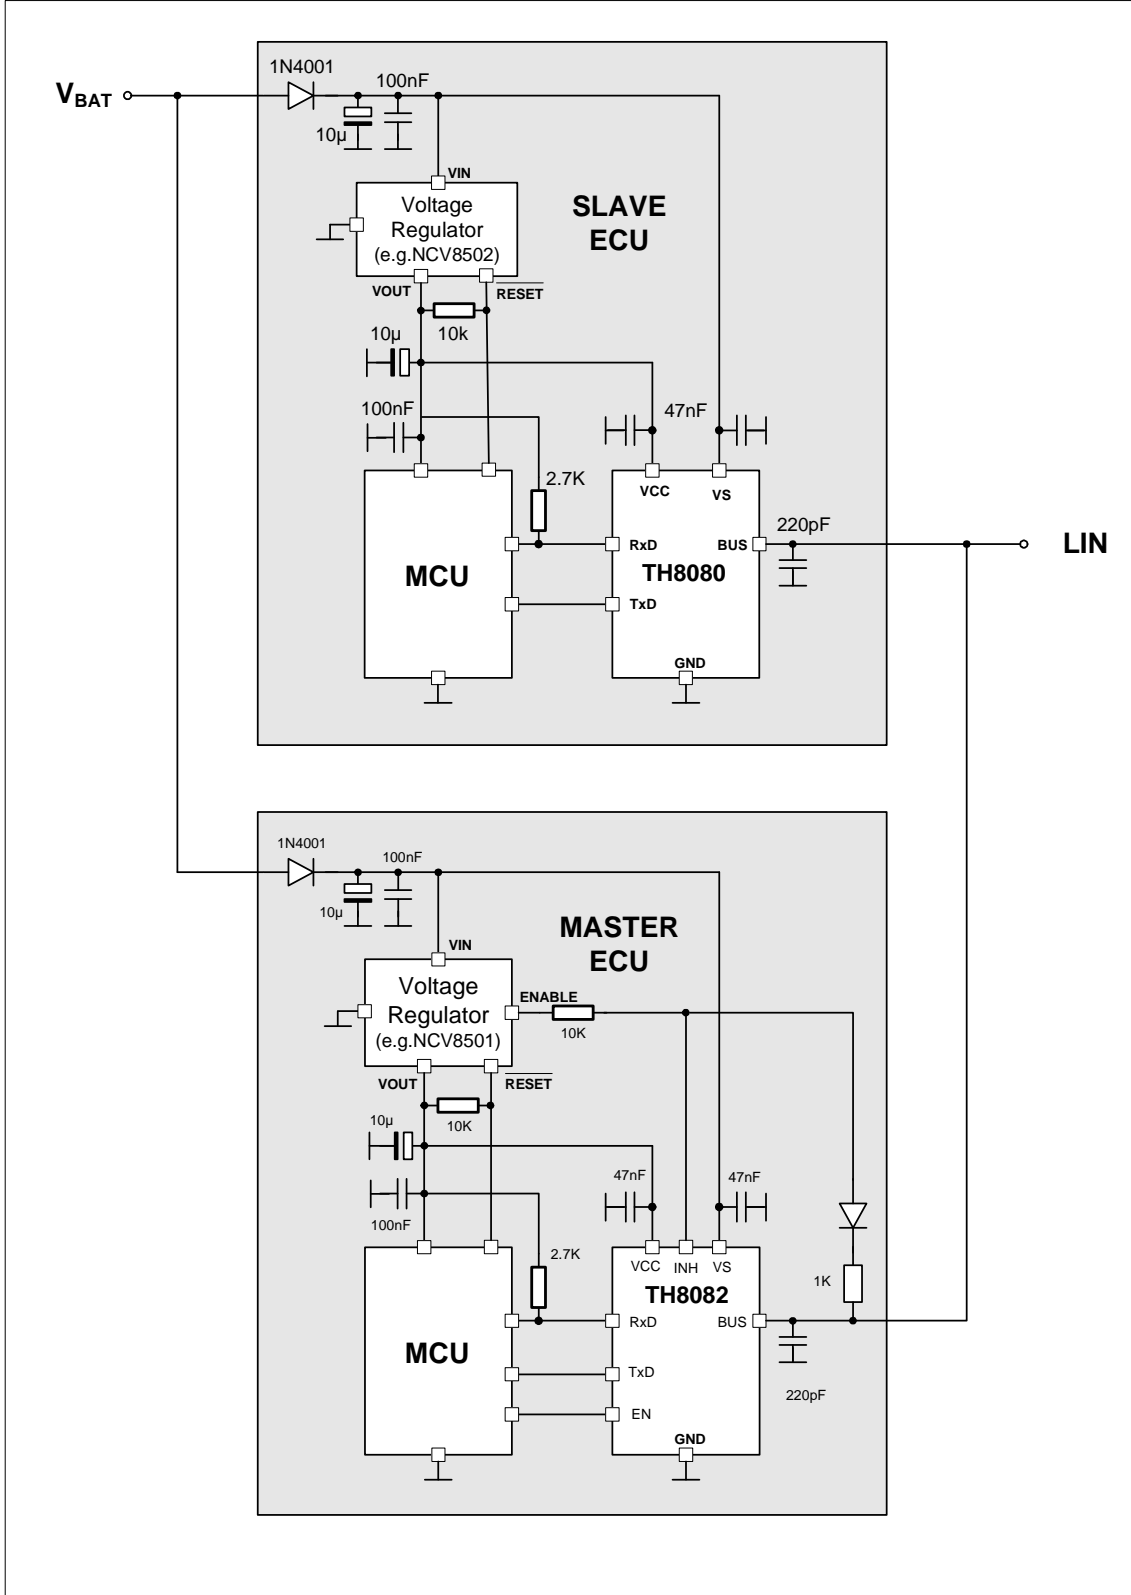 1N4001
100nF
VBAT
10µ
VIN
Voltage
Regulator
(e.g.NCV8502)
SLAVE
ECU
VOUT
RESET
10k
10µ
100nF
47nF
2.7K
VCC
VS
220pF
RxD
BUS
LIN
MCU
TH8080
TxD
GND
1N4001
100nF
10µ
MASTER
ECU
VIN
Voltage
Regulator
(e.g.NCV8501)
ENABLE
10K
VOUT
RESET
10K
10µ
100nF
47nF
47nF
2.7K
VCC
INH
VS
1K
TH8082
RxD
BUS
MCU
TxD
220pF
EN
GND